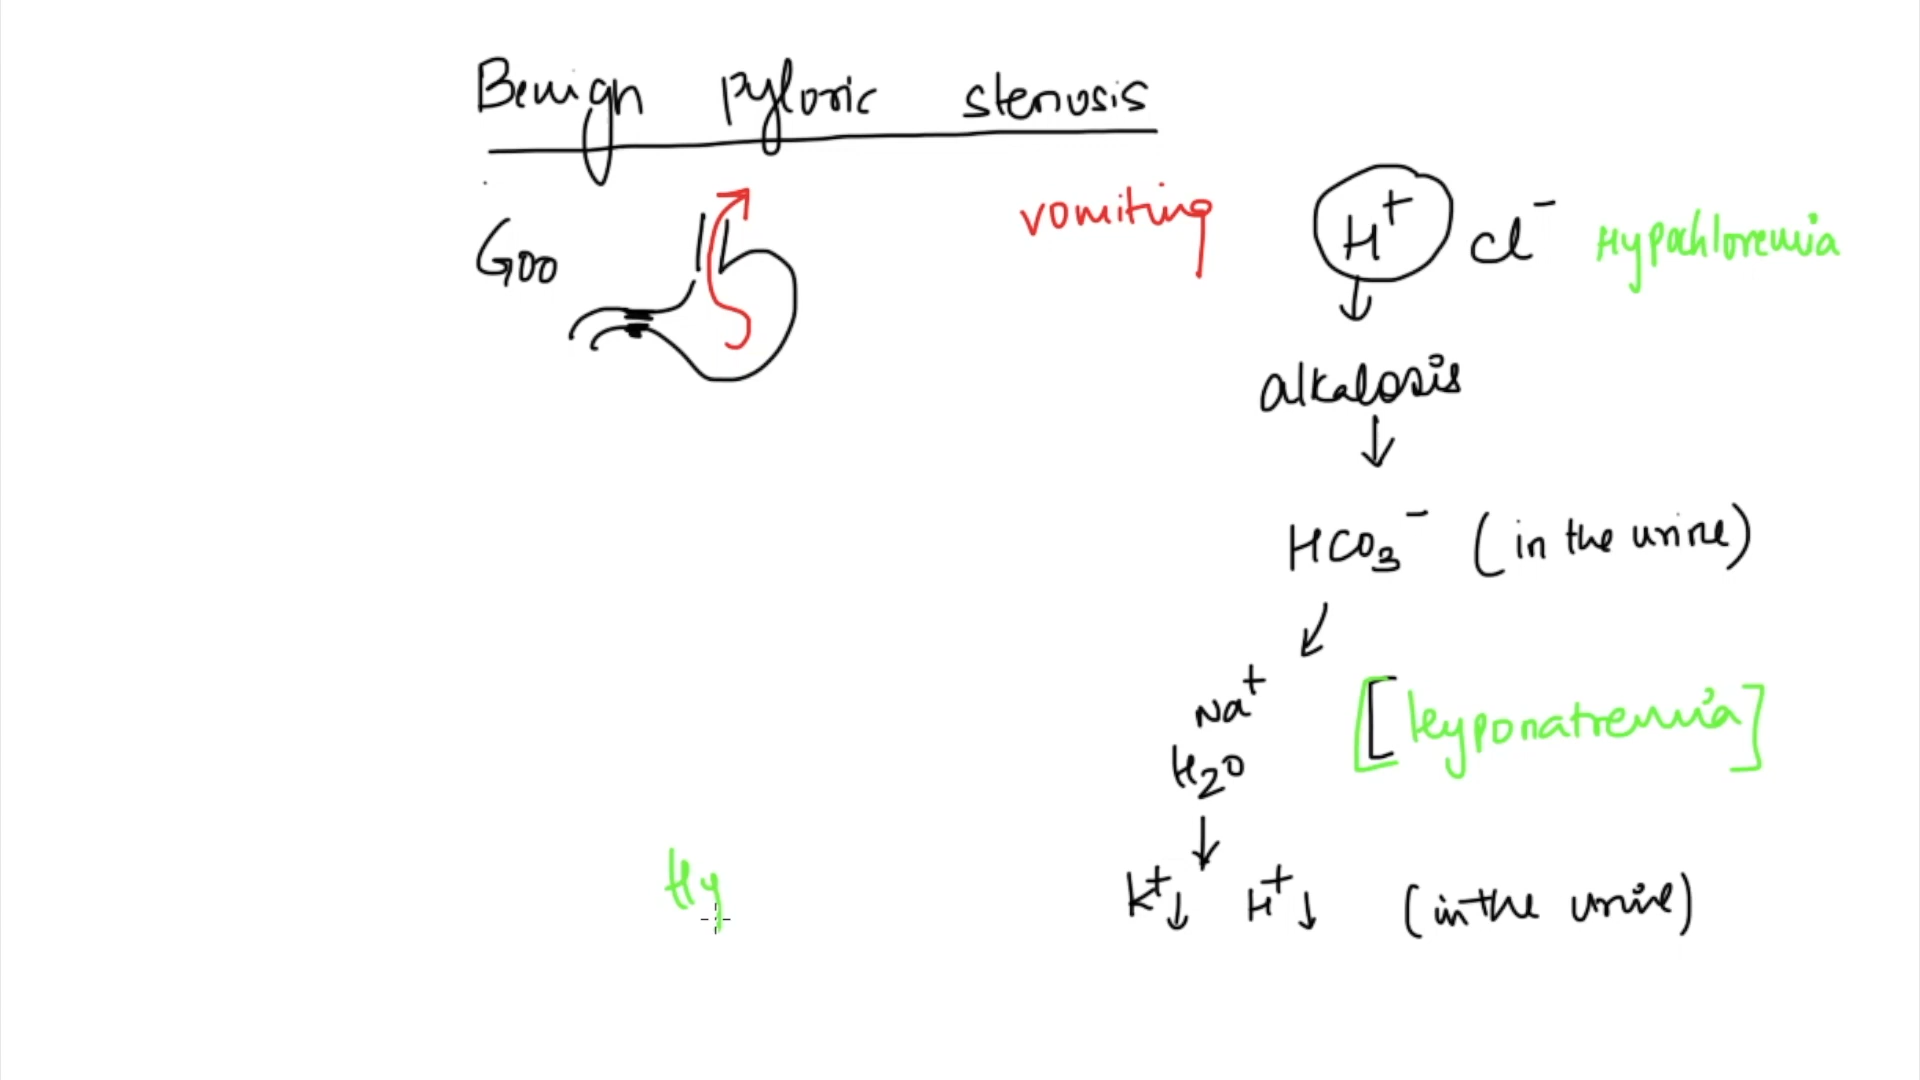 Benign pyloric stenosis
GOO
vomiting
H⁺ Cl⁻ Hypochloremia
alkalosis
HCO₃⁻ (in the urine)
Na⁺
H₂O
[Hyponatremia]
K⁺↓ H⁺↓ (in the urine)
Hy